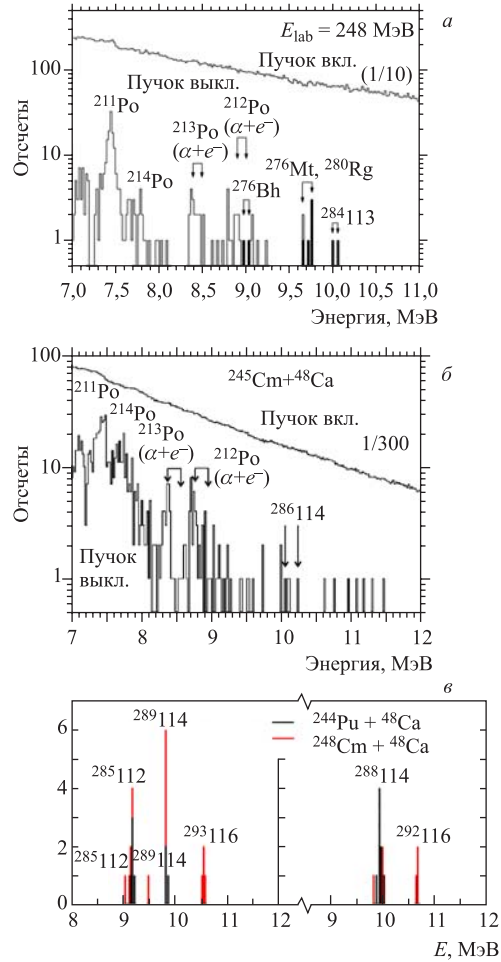 а
E_lab = 248 МэВ
Пучок вкл.
(1/10)
Пучок выкл.
²¹¹Po
²¹²Po
(α+e⁻)
²¹³Po
(α+e⁻)
²¹⁴Po
²⁷⁶Bh
²⁷⁶Mt, ²⁸⁰Rg
²⁸⁴113
Отсчеты
100
10
1
7,0 7,5 8,0 8,5 9,0 9,5 10,0 10,5 11,0
Энергия, МэВ
б
²⁴⁵Cm+⁴⁸Ca
Пучок вкл.
1/300
²¹¹Po
²¹⁴Po
²¹³Po
(α+e⁻)
²¹²Po
(α+e⁻)
²⁸⁶114
Пучок
выкл.
Отсчеты
100
10
1
7 8 9 10 11 12
Энергия, МэВ
в
²⁴⁴Pu + ⁴⁸Ca
²⁴⁸Cm + ⁴⁸Ca
²⁸⁹114
²⁸⁵112
²⁸⁵112
²⁸⁹114
²⁹³116
²⁸⁸114
²⁹²116
6
4
2
0
8 9 10 11 12 9 10 11 12
E, МэВ